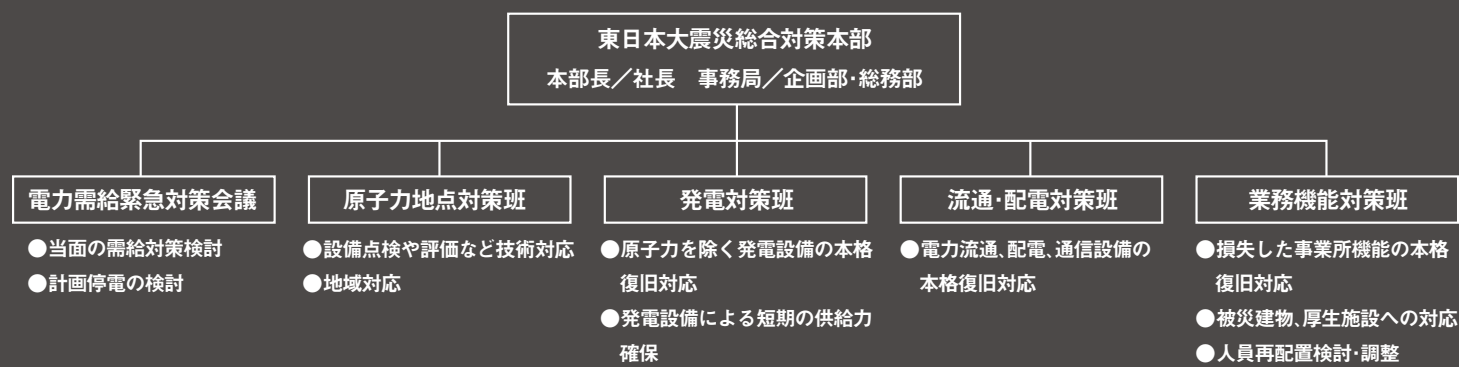 東日本大震災総合対策本部
本部長／社長　事務局／企画部･総務部
電力需給緊急対策会議
●当面の需給対策検討
●計画停電の検討
原子力地点対策班
●設備点検や評価など技術対応
●地域対応
発電対策班
●原子力を除く発電設備の本格
復旧対応
●発電設備による短期の供給力
確保
流通･配電対策班
●電力流通､配電､通信設備の
本格復旧対応
業務機能対策班
●損失した事業所機能の本格
復旧対応
●被災建物､厚生施設への対応
●人員再配置検討･調整